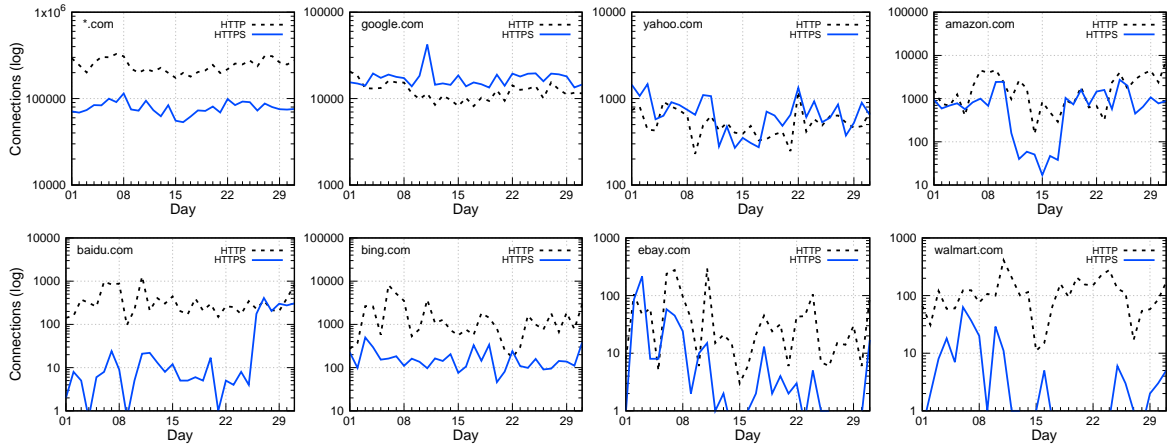 Connections (log)
1x10⁶
100000
10000
*.com
HTTP
HTTPS
01 08 15 22 29
Day
100000
10000
1000
google.com
HTTP
HTTPS
01 08 15 22 29
Day
10000
1000
100
yahoo.com
HTTP
HTTPS
01 08 15 22 29
Day
100000
10000
1000
100
10
amazon.com
HTTP
HTTPS
01 08 15 22 29
Day
Connections (log)
10000
1000
100
10
1
baidu.com
HTTP
HTTPS
01 08 15 22 29
Day
100000
10000
1000
100
10
bing.com
HTTP
HTTPS
01 08 15 22 29
Day
1000
100
10
1
ebay.com
HTTP
HTTPS
01 08 15 22 29
Day
1000
100
10
1
walmart.com
HTTP
HTTPS
01 08 15 22 29
Day